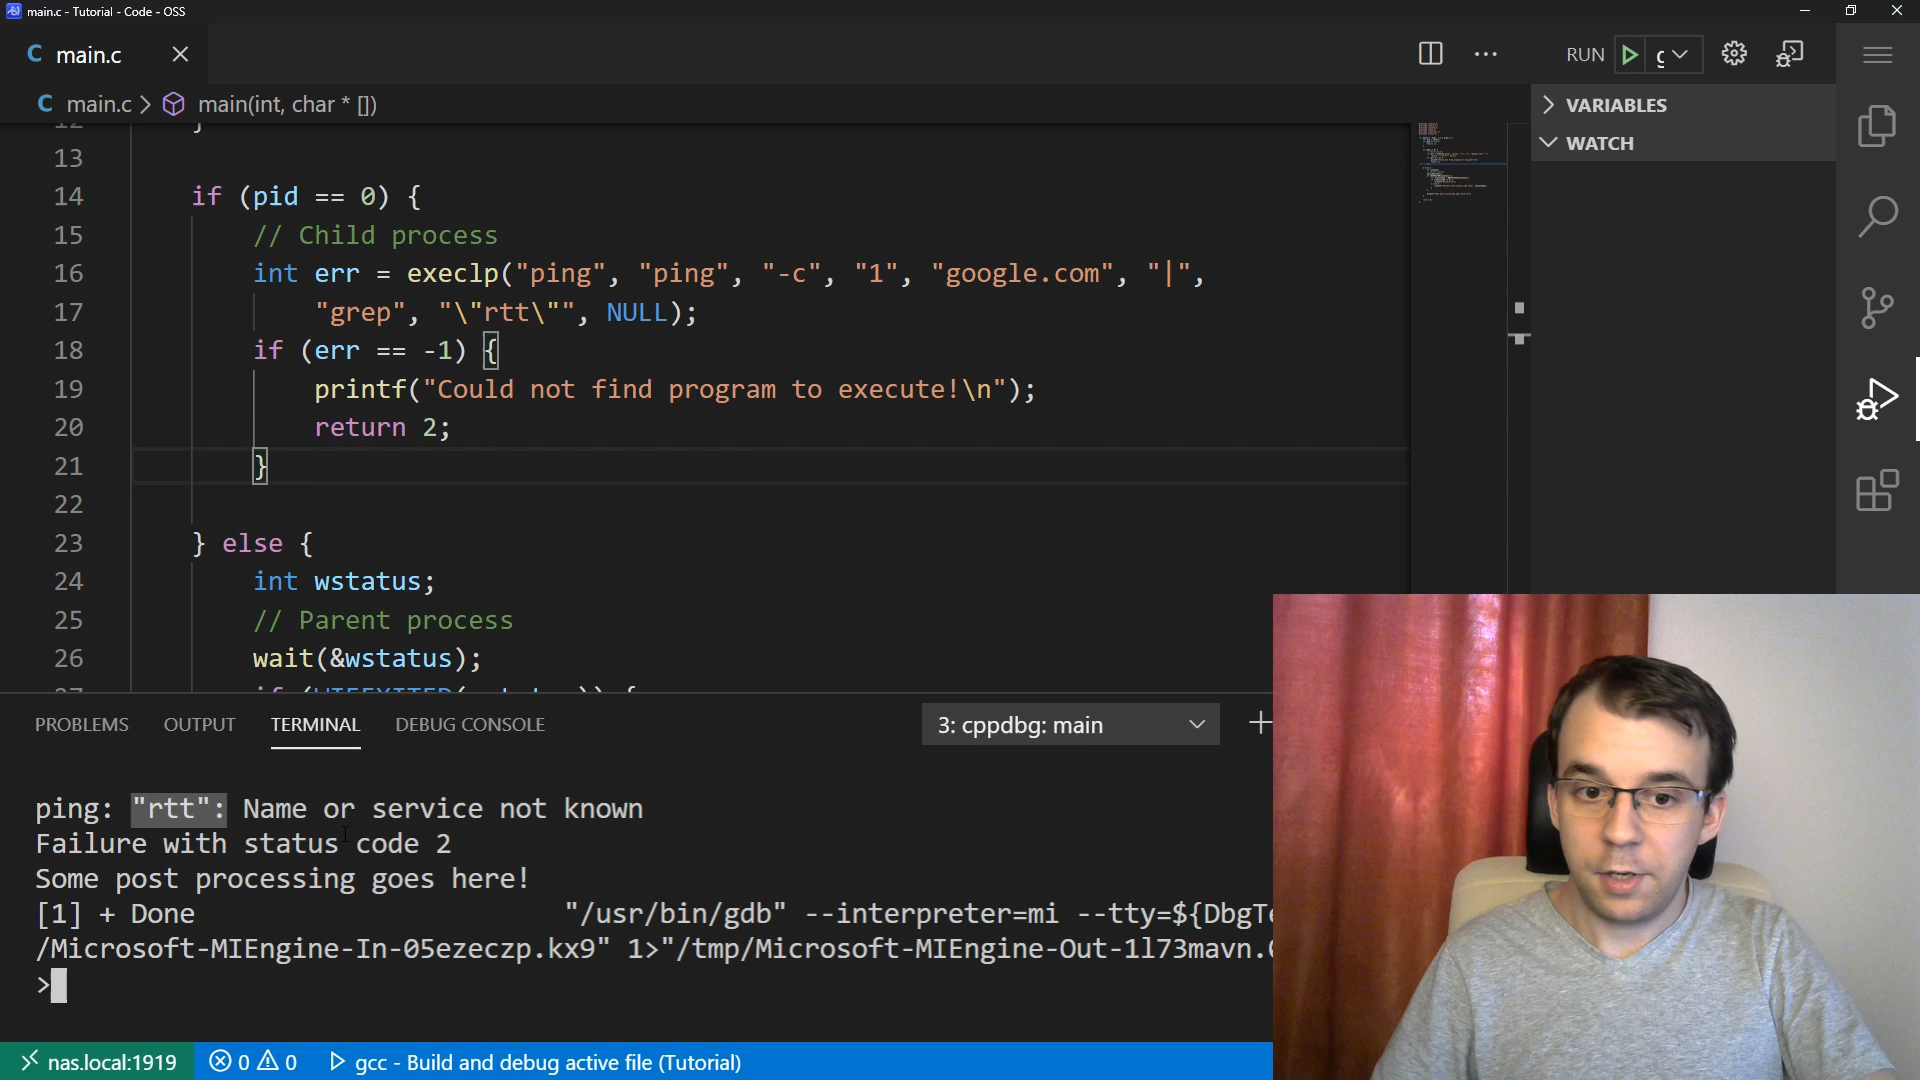 main.c - Tutorial - Code - OSS
C main.c
RUN
C main.c > main(int, char * [])
VARIABLES
WATCH
12 }
13
14 if (pid == 0) {
15 // Child process
16 int err = execlp("ping", "ping", "-c", "1", "google.com", "|",
17 "grep", "\"rtt\"", NULL);
18 if (err == -1) {
19 printf("Could not find program to execute!\n");
20 return 2;
21 }
22
23 } else {
24 int wstatus;
25 // Parent process
26 wait(&wstatus);
27 if (WIFEXITED(wstatus)) {
PROBLEMS OUTPUT TERMINAL DEBUG CONSOLE
3: cppdbg: main
ping: "rtt": Name or service not known
Failure with status code 2
Some post processing goes here!
[1] + Done "/usr/bin/gdb" --interpreter=mi --tty=${DbgTe
/Microsoft-MIEngine-In-05ezeczp.kx9" 1>"/tmp/Microsoft-MIEngine-Out-1l73mavn.
>
nas.local:1919 0 0 gcc - Build and debug active file (Tutorial)